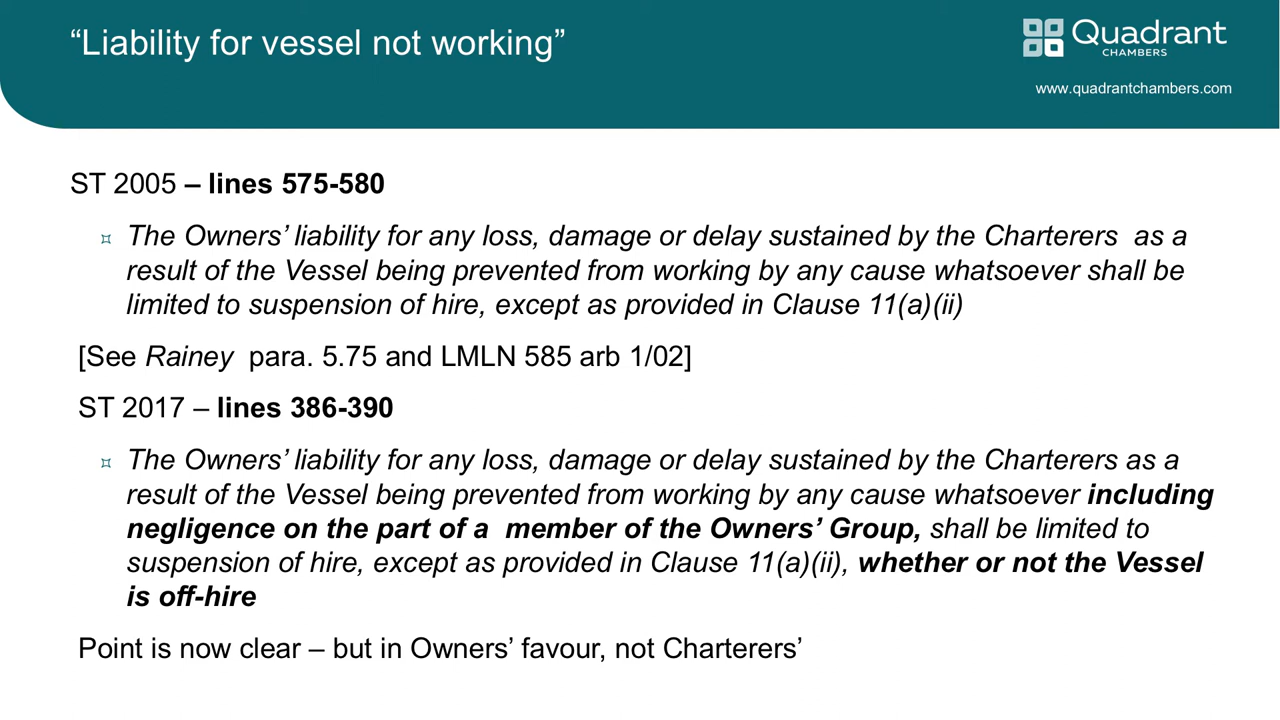 “Liability for vessel not working”
Quadrant
CHAMBERS
www.quadrantchambers.com
ST 2005 – lines 575-580
The Owners’ liability for any loss, damage or delay sustained by the Charterers as a
result of the Vessel being prevented from working by any cause whatsoever shall be
limited to suspension of hire, except as provided in Clause 11(a)(ii)
[See Rainey para. 5.75 and LMLN 585 arb 1/02]
ST 2017 – lines 386-390
The Owners’ liability for any loss, damage or delay sustained by the Charterers as a
result of the Vessel being prevented from working by any cause whatsoever including
negligence on the part of a member of the Owners’ Group, shall be limited to
suspension of hire, except as provided in Clause 11(a)(ii), whether or not the Vessel
is off-hire
Point is now clear – but in Owners’ favour, not Charterers’